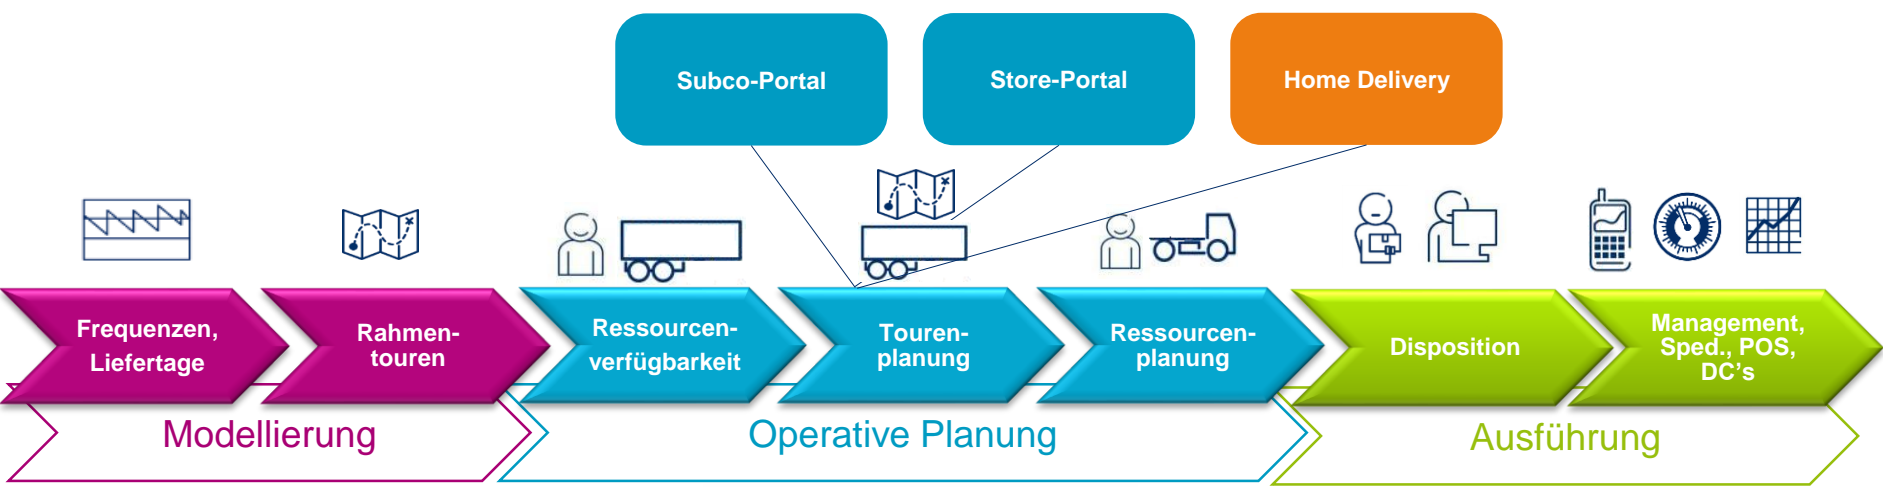 Subco-Portal
Store-Portal
Home Delivery
Frequenzen,
Liefertage
Rahmen-
touren
Ressourcen-
verfügbarkeit
Touren-
planung
Ressourcen-
planung
Disposition
Management,
Sped., POS,
DC's
Modellierung
Operative Planung
Ausführung